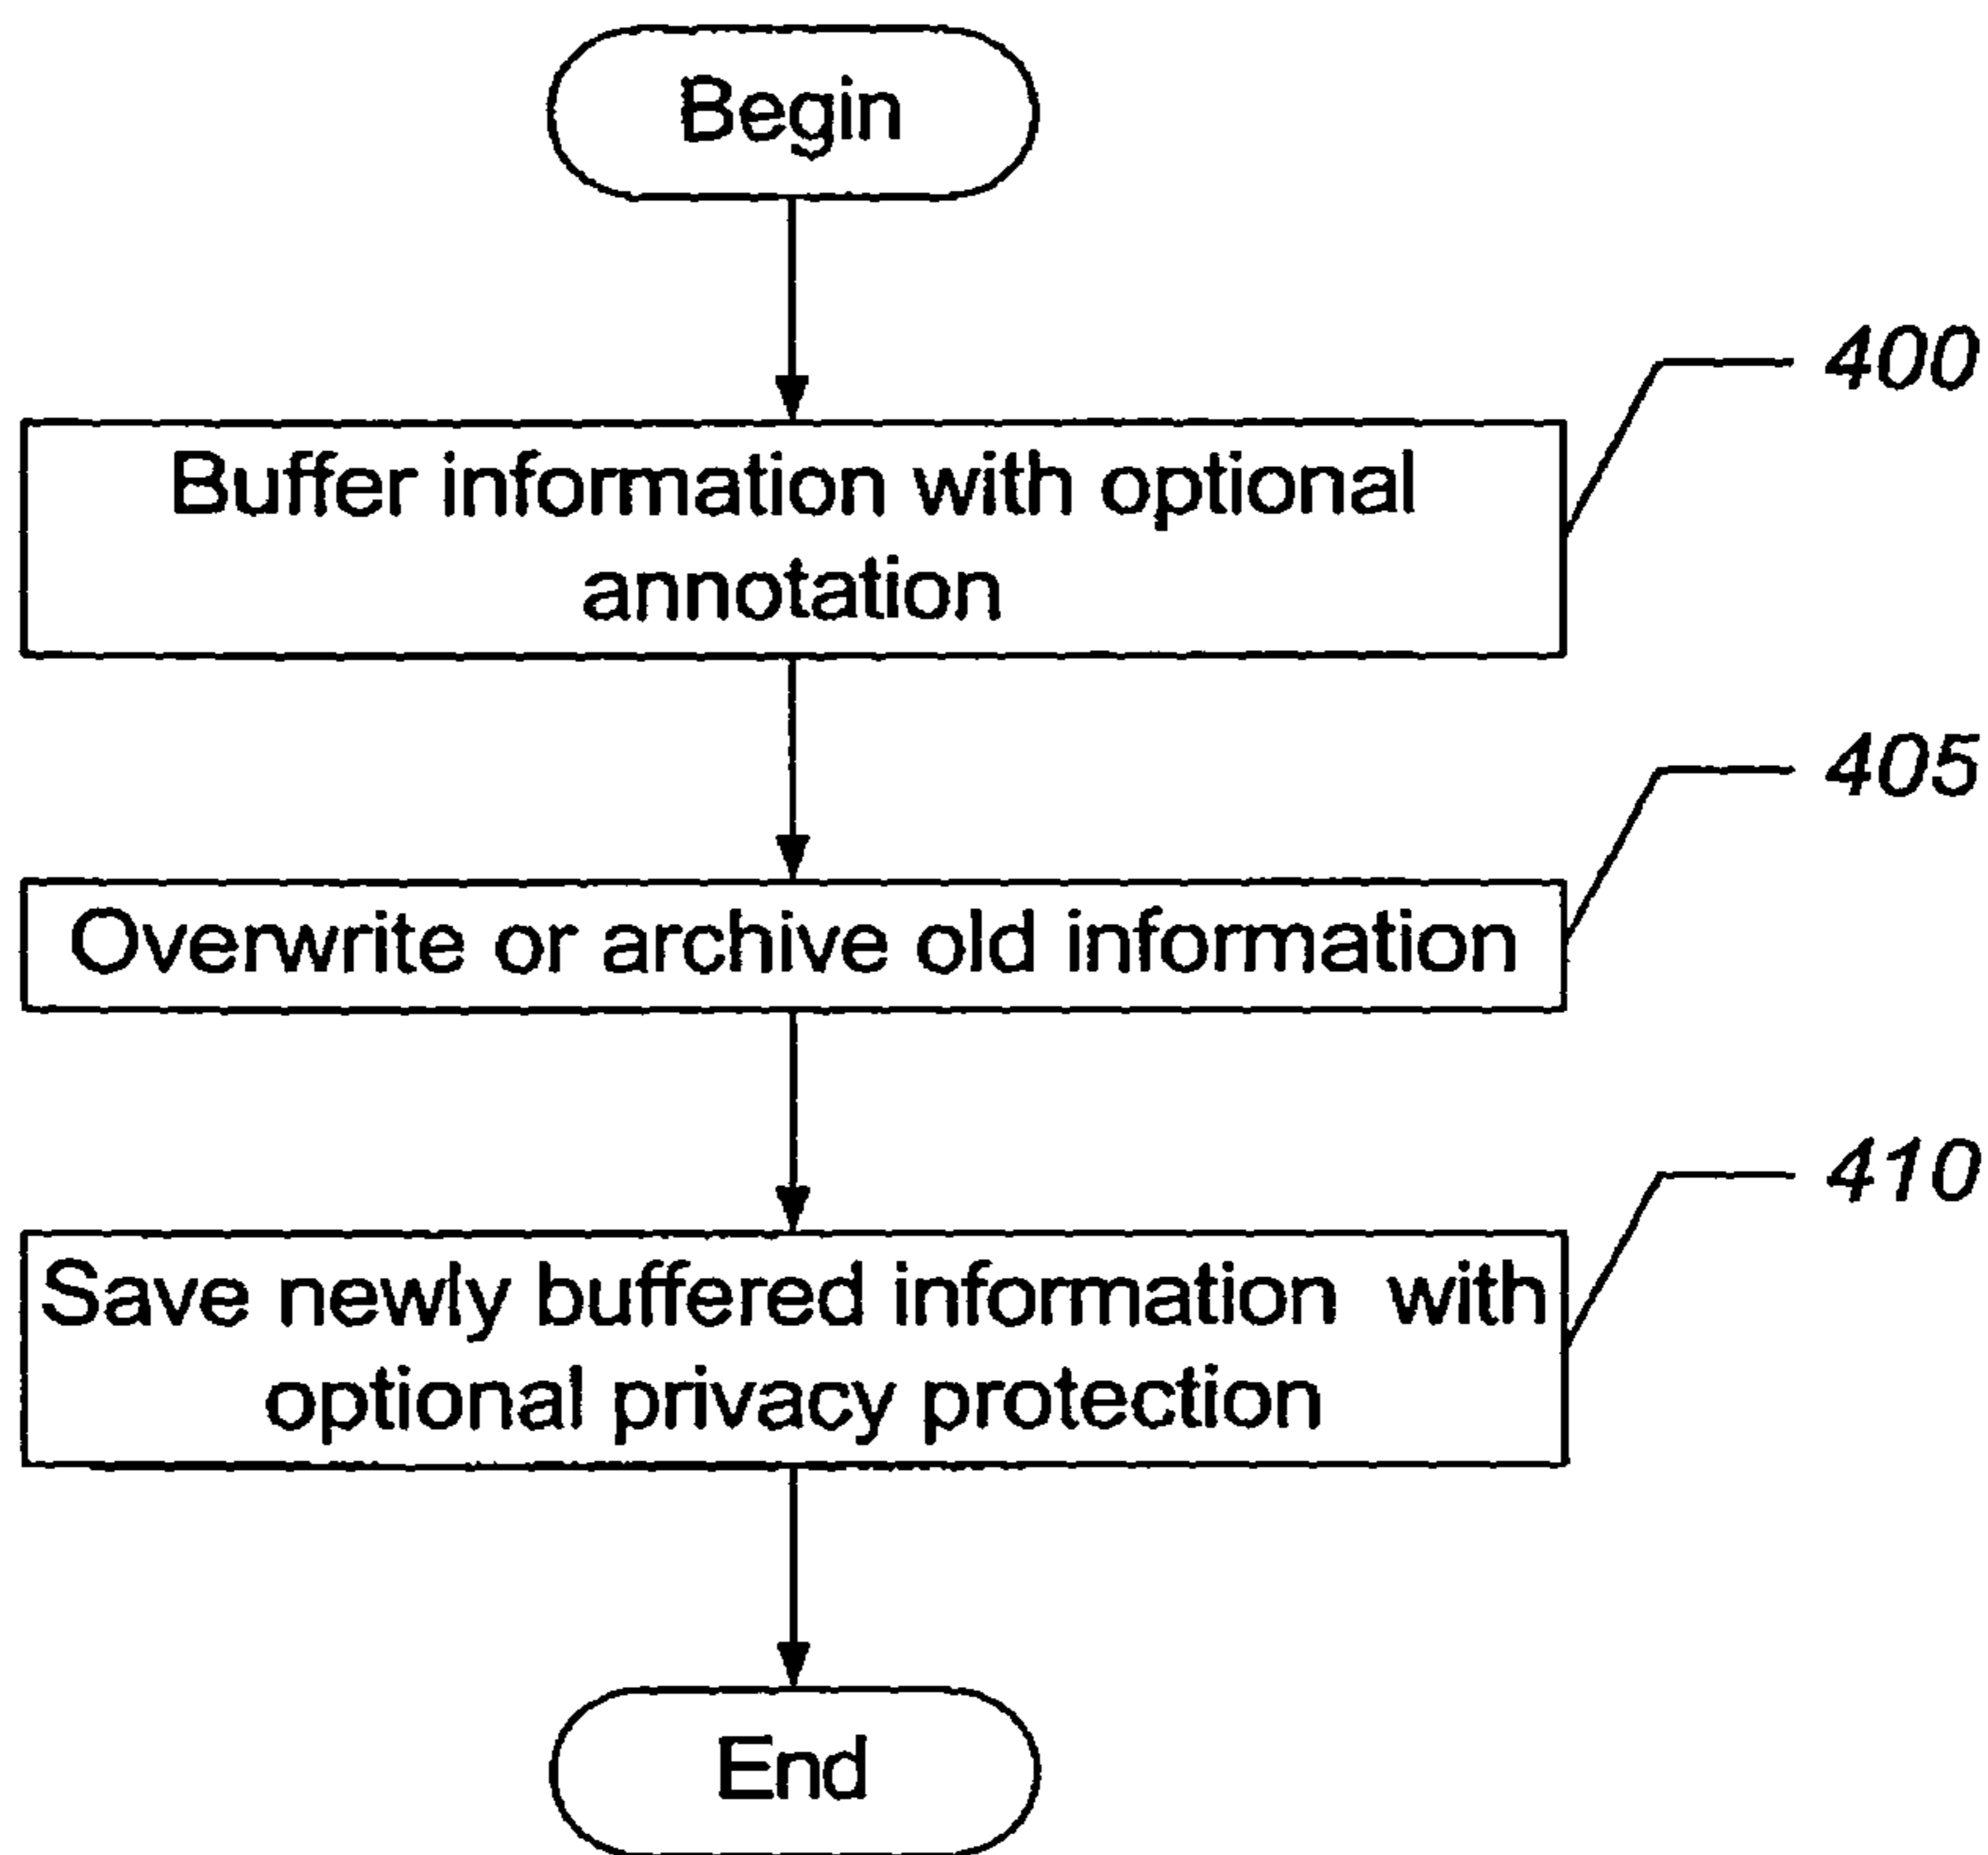 Begin
400
Buffer information with optional
annotation
405
Overwrite or archive old information
410
Save newly buffered information with
optional privacy protection
End